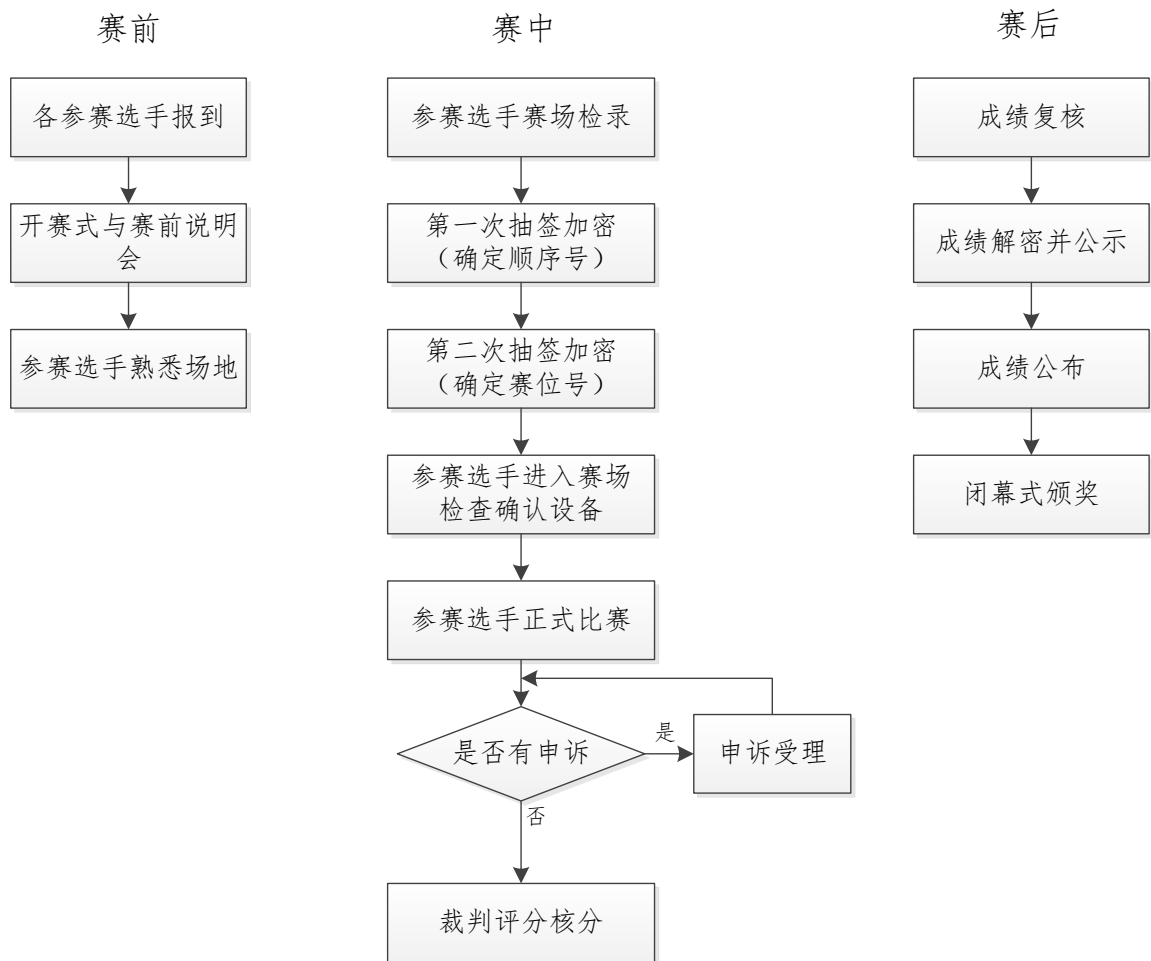 赛前
各参赛选手报到
开赛式与赛前说明
会
参赛选手熟悉场地
赛中
参赛选手赛场检录
第一次抽签加密
（确定顺序号）
第二次抽签加密
（确定赛位号）
参赛选手进入赛场
检查确认设备
参赛选手正式比赛
是否有申诉
是
申诉受理
否
裁判评分核分
赛后
成绩复核
成绩解密并公示
成绩公布
闭幕式颁奖